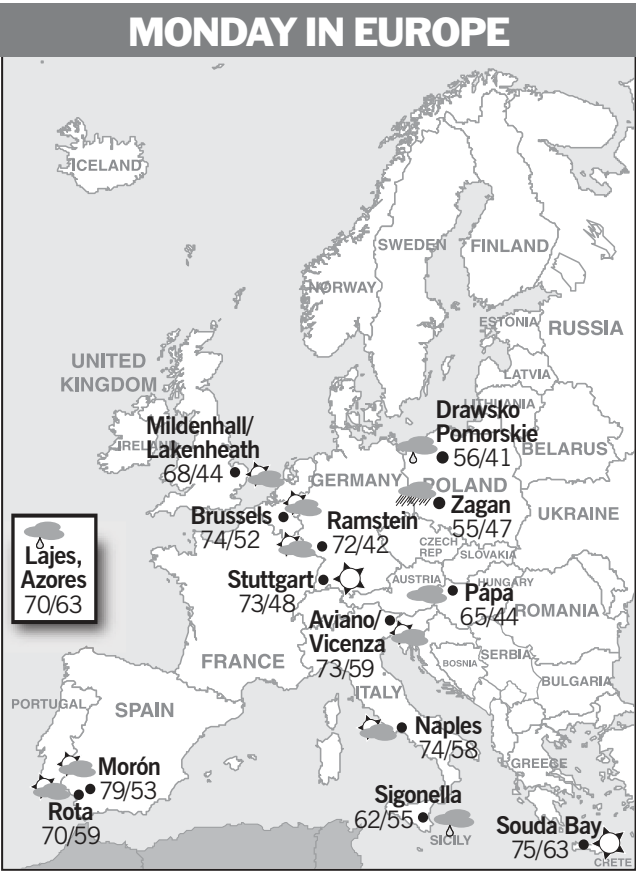 MONDAY IN EUROPE
ICELAND
SWEDEN
FINLAND
NORWAY
ESTONIA
RUSSIA
LATVIA
LITHUANIA
UNITED
KINGDOM
IRELAND
Mildenhall/
Lakenheath
68/44
Drawsko
Pomorskie
56/41
BELARUS
GERMANY
POLAND
Zagan
55/47
UKRAINE
Brussels
74/52
Ramstein
72/42
Lajes,
Azores
70/63
CZECH
REP
SLOVAKIA
Stuttgart
73/48
AUSTRIA
HUNGARY
Pápa
65/44
ROMANIA
Aviano/
Vicenza
73/59
FRANCE
BOSNIA
SERBIA
BULGARIA
ITALY
PORTUGAL
SPAIN
Naples
74/58
GREECE
Morón
79/53
Rota
70/59
Sigonella
62/55
SICILY
Souda Bay
75/63
CRETE